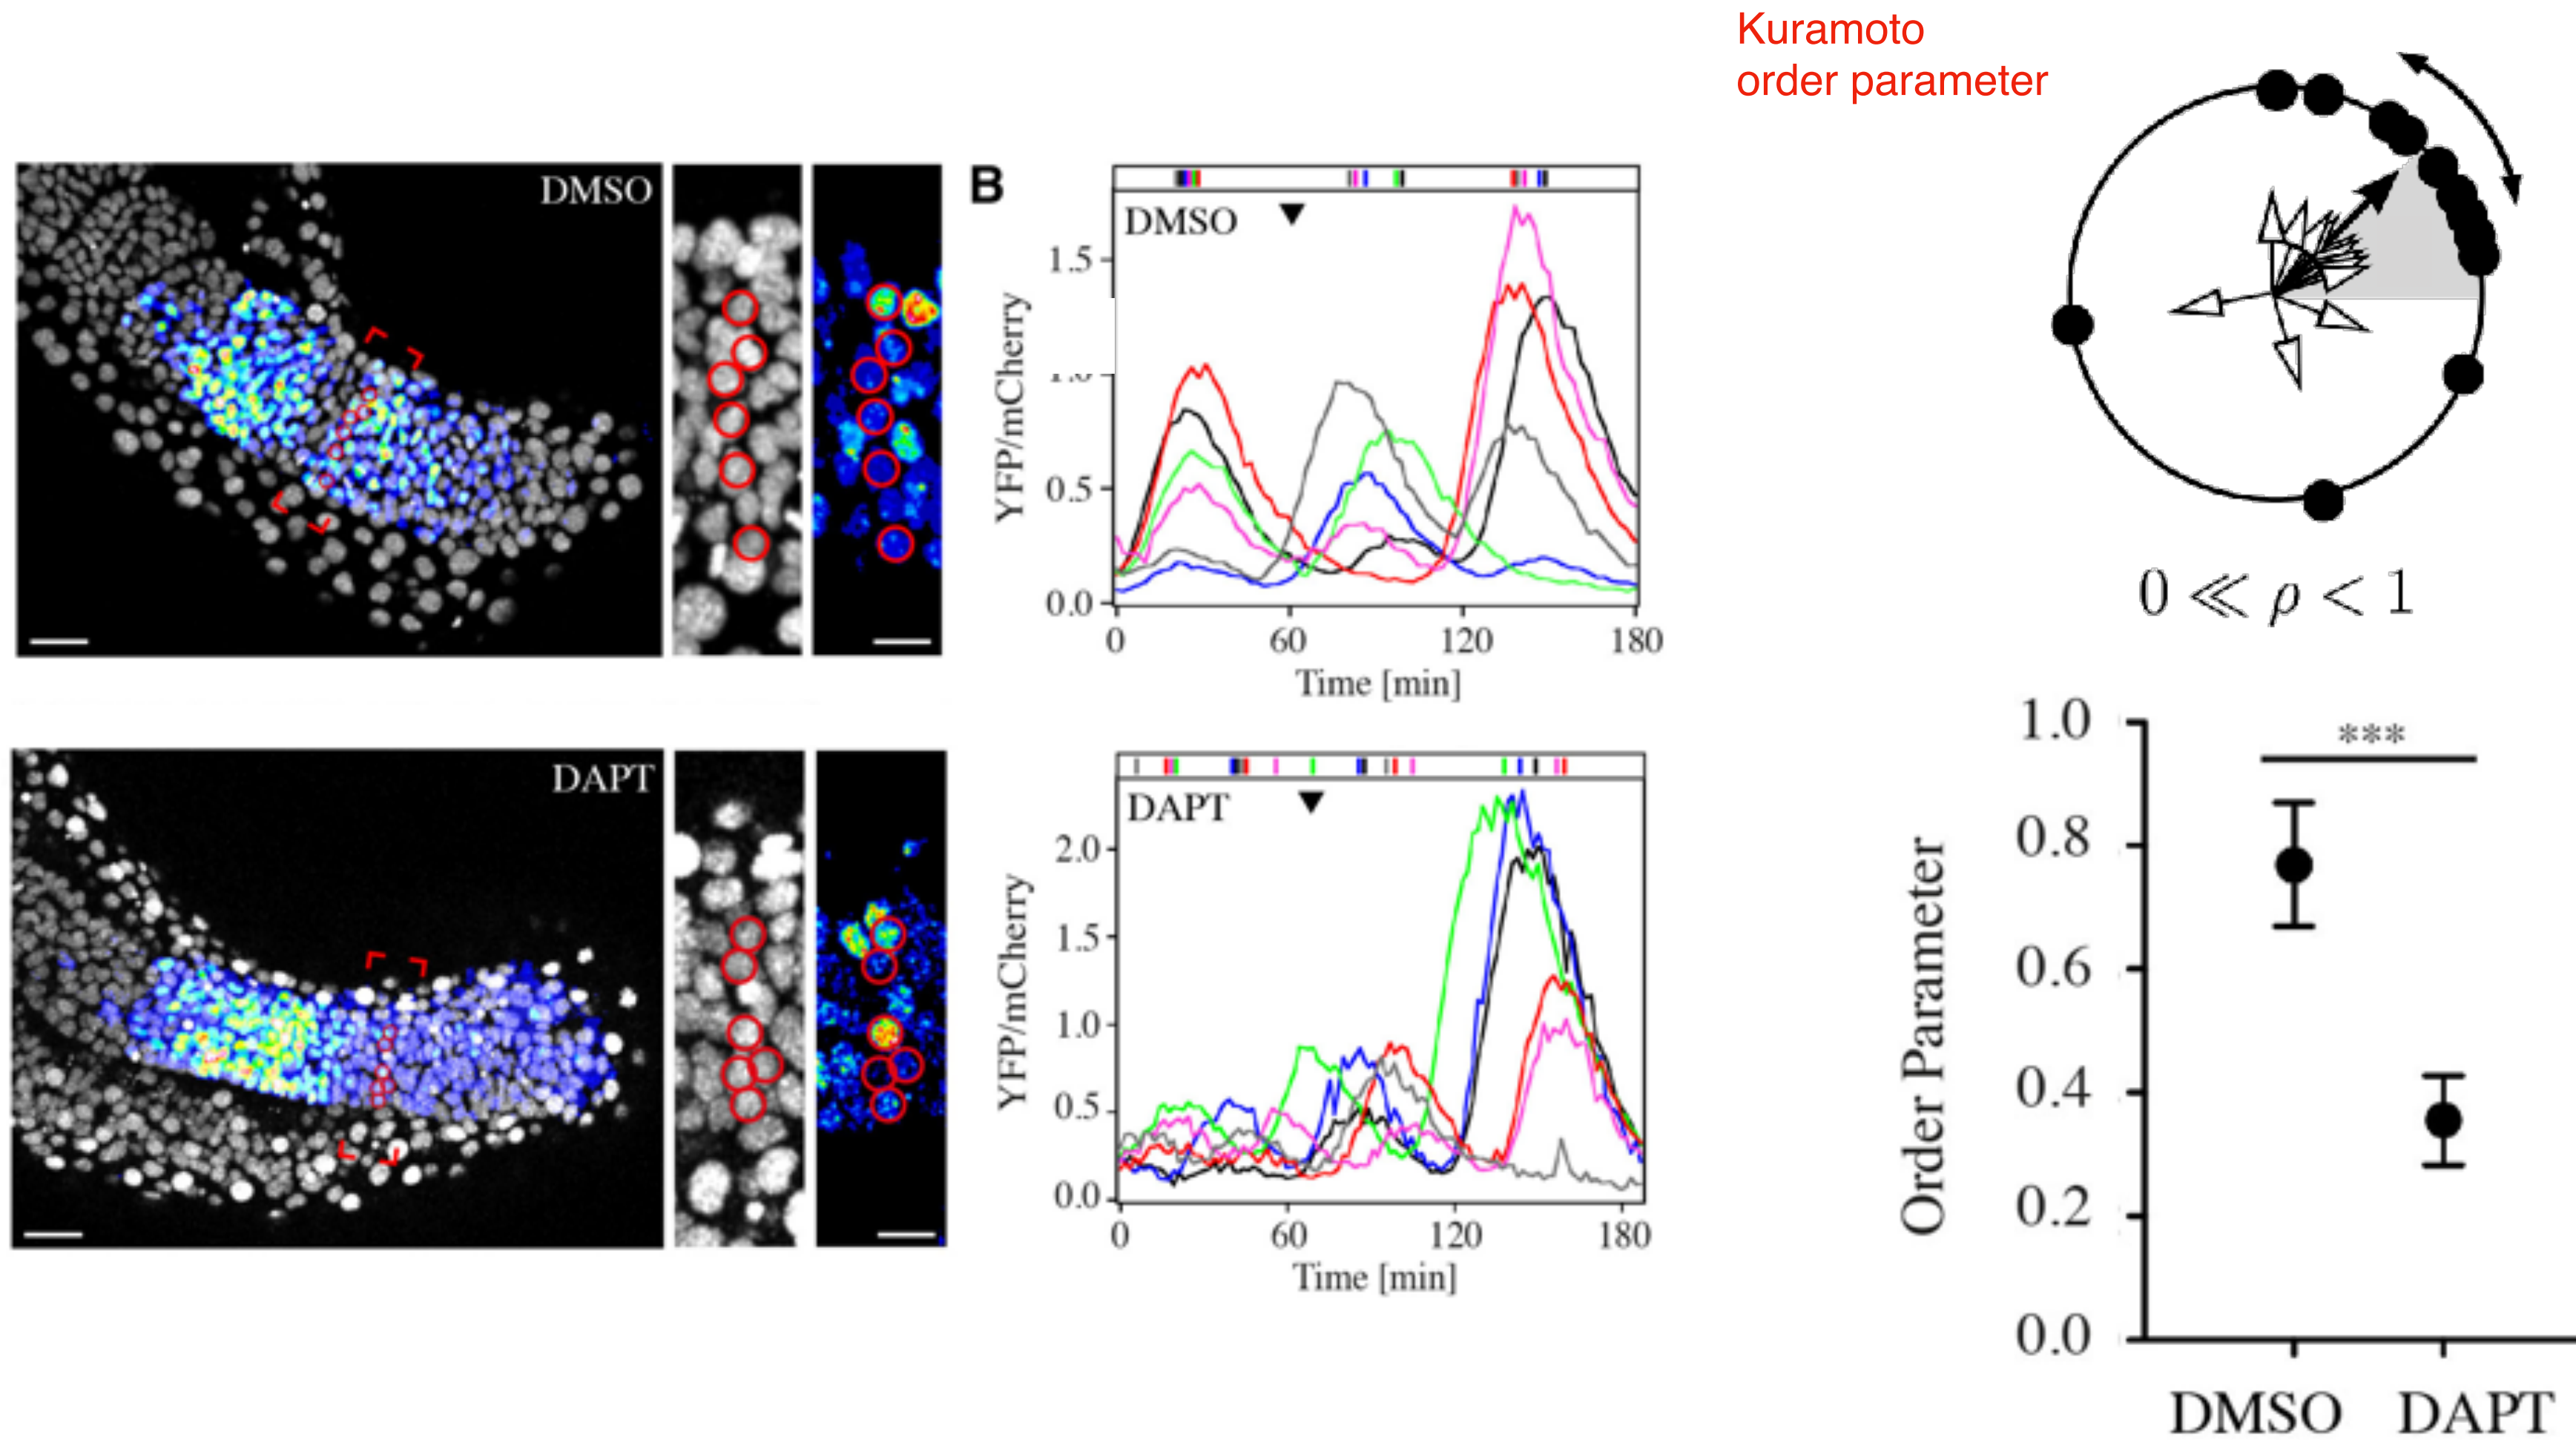 Kuramoto
order parameter
DMSO
B
DMSO
1.5
1.0
0.5
0.0
YFP/mCherry
0
60
120
180
Time [min]
0 ≪ ρ < 1
DAPT
DAPT
2.0
1.5
1.0
0.5
0.0
YFP/mCherry
0
60
120
180
Time [min]
1.0
0.8
0.6
0.4
0.2
0.0
Order Parameter
***
DMSO
DAPT